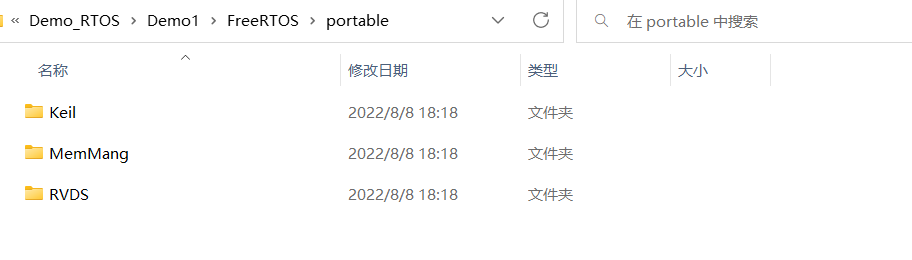 « Demo_RTOS > Demo1 > FreeRTOS > portable 在 portable 中搜索
名称 修改日期 类型 大小
Keil 2022/8/8 18:18 文件夹
MemMang 2022/8/8 18:18 文件夹
RVDS 2022/8/8 18:18 文件夹